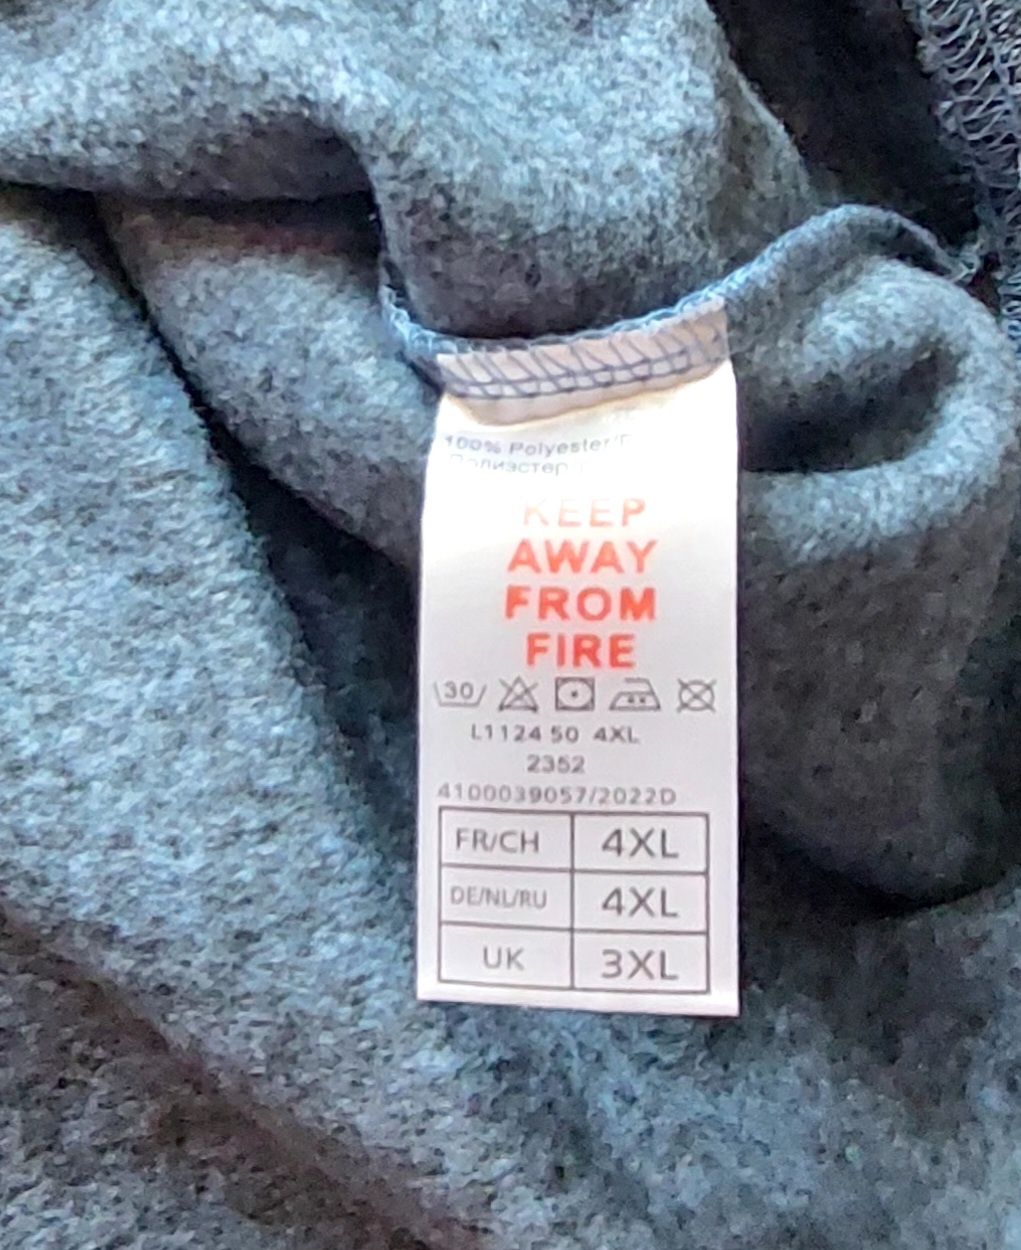 100% Polyester/
Полиэстер
KEEP
AWAY
FROM
FIRE
30
L1124 50 4XL
2352
4100039057/2022D
FR/CH 4XL
DE/NL/RU 4XL
UK 3XL